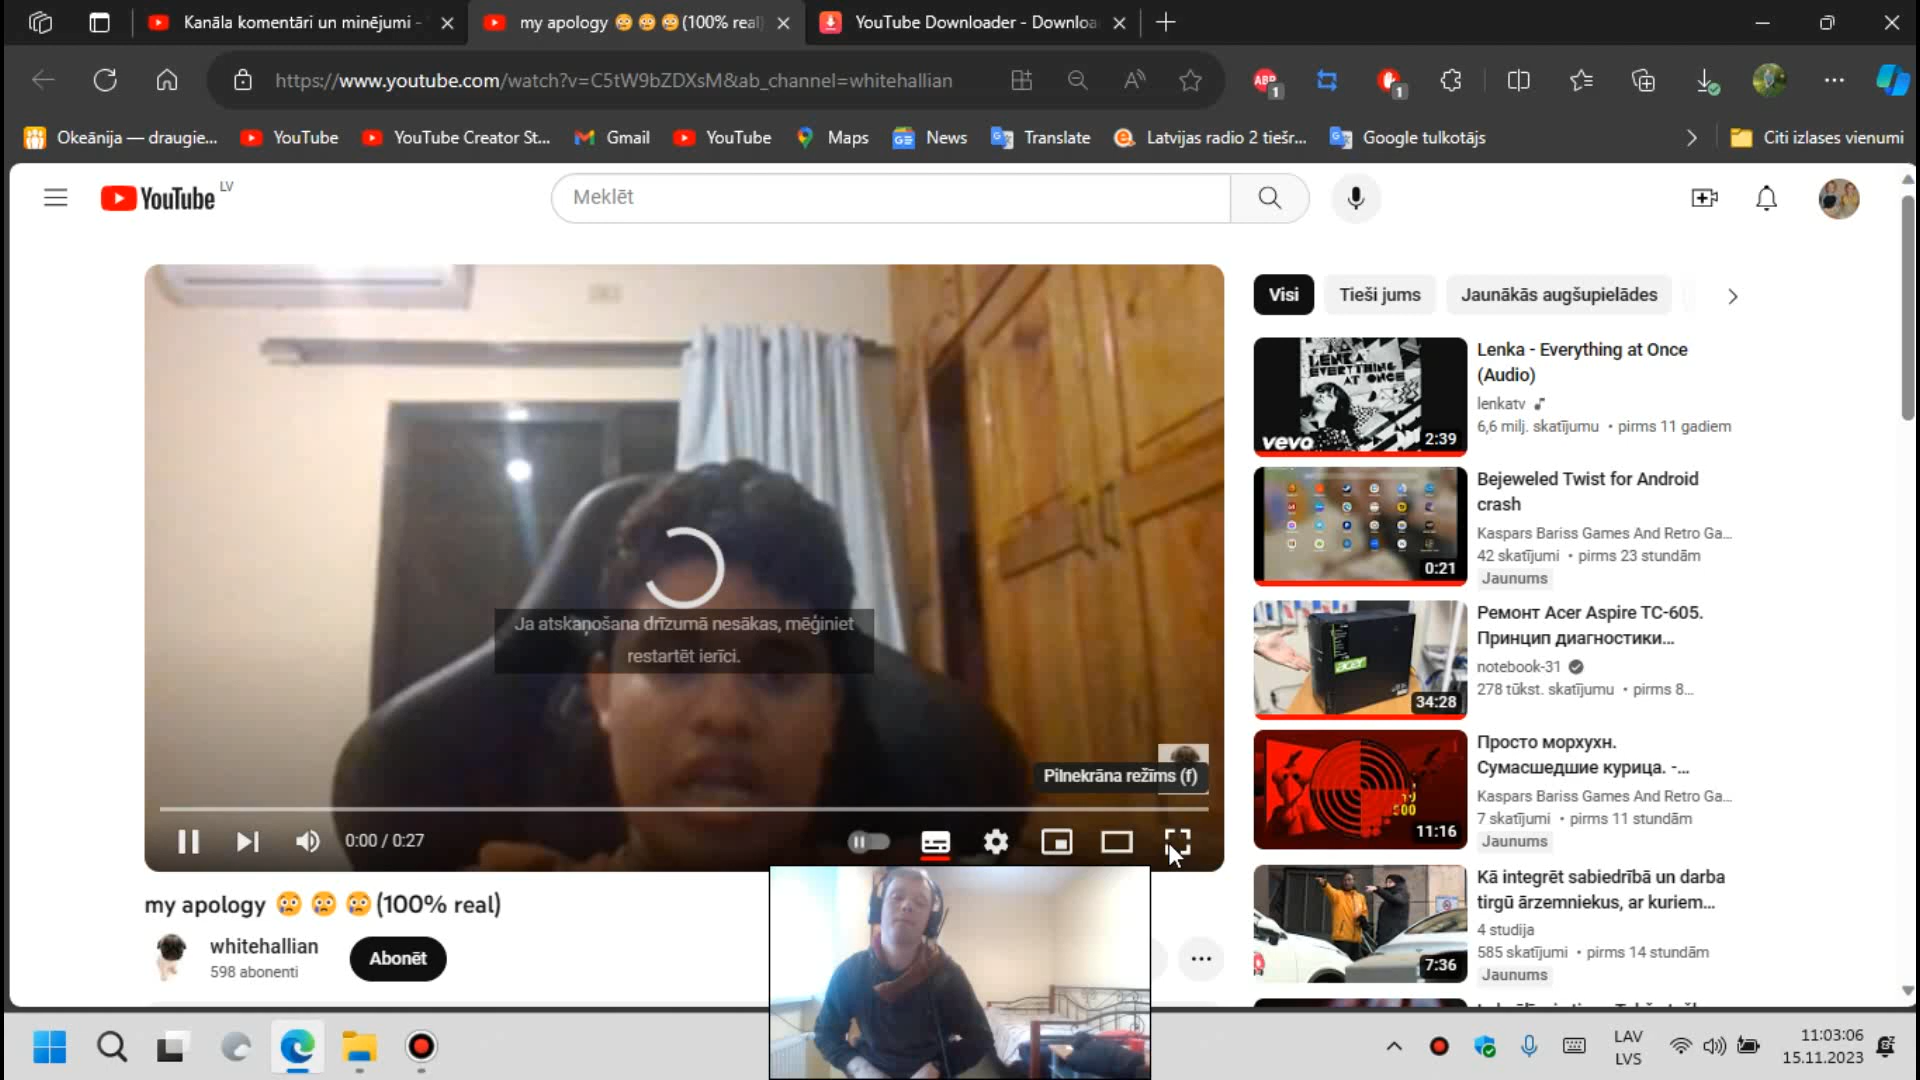 Kanāla komentāri un minējumi -
my apology 😳 😳 😳 (100% real)
YouTube Downloader - Downloa
https://www.youtube.com/watch?v=C5tW9bZDXsM&ab_channel=whitehallian
ABP
1
1
Okeānija — draugie...
YouTube
YouTube Creator St...
Gmail
YouTube
Maps
News
Translate
Latvijas radio 2 tiešr...
Google tulkotājs
Citi izlases vienumi
YouTube LV
Meklēt
Visi
Tieši jums
Jaunākās augšupielādes
Ja atskaņošana drīzumā nesākas, mēģiniet
restartēt ierīci.
Pilnekrāna režīms (f)
0:00 / 0:27
my apology 😳 😢 😢 (100% real)
whitehallian
598 abonenti
Abonēt
LENKA
EVERYTHING
AT ONCE
vevo
2:39
Lenka - Everything at Once
(Audio)
lenkatv
6,6 milj. skatījumu • pirms 11 gadiem
0:21
Bejeweled Twist for Android
crash
Kaspars Bariss Games And Retro Ga...
42 skatījumi • pirms 23 stundām
Jaunums
acer
34:28
Ремонт Acer Aspire TC-605.
Принцип диагностики...
notebook-31
278 tūkst. skatījumu • pirms 8...
11:16
Просто морхухн.
Сумасшедшие курица. -...
Kaspars Bariss Games And Retro Ga...
7 skatījumi • pirms 11 stundām
Jaunums
7:36
Kā integrēt sabiedrībā un darba
tirgū ārzemniekus, ar kuriem...
4 studija
585 skatījumi • pirms 14 stundām
Jaunums
LAV
LVS
11:03:06
15.11.2023